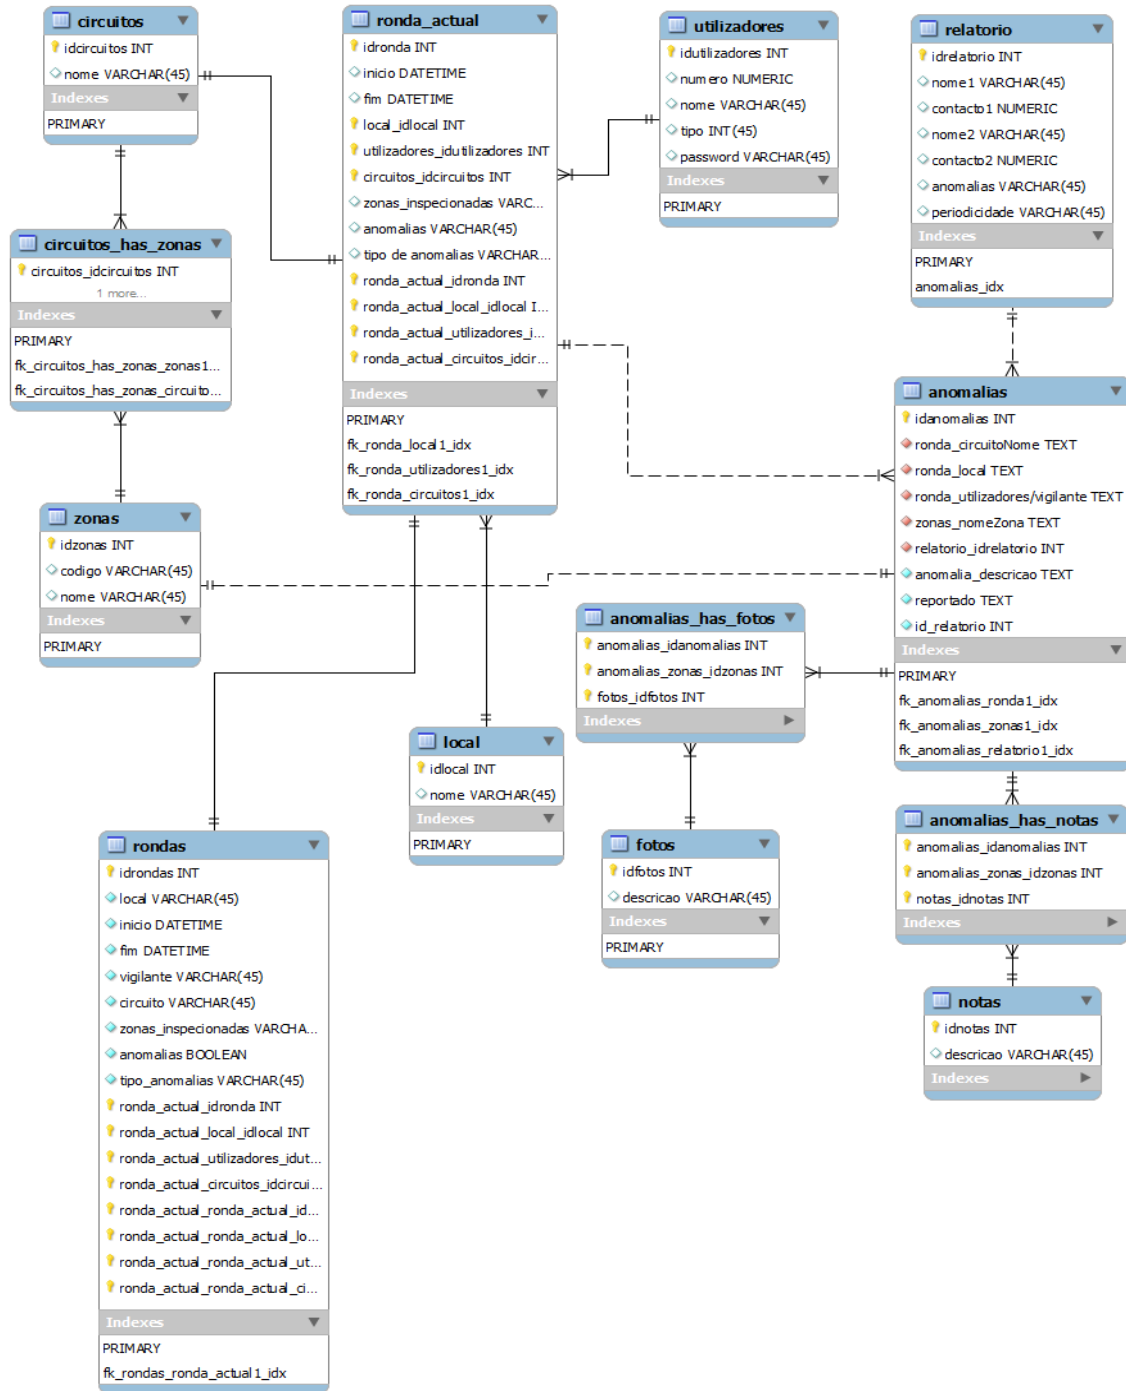 circuitos
idcircuitos INT
nome VARCHAR(45)
Indexes
PRIMARY
ronda_actual
idronda INT
inicio DATETIME
fim DATETIME
local_idlocal INT
utilizadores_idutilizadores INT
circuitos_idcircuitos INT
zonas_inspecionadas VARC...
anomalias VARCHAR(45)
tipo de anomalias VARCHAR...
ronda_actual_idronda INT
ronda_actual_local_idlocal I...
ronda_actual_utilizadores_i...
ronda_actual_circuitos_idcir...
Indexes
PRIMARY
fk_ronda_local1_idx
fk_ronda_utilizadores1_idx
fk_ronda_circuitos1_idx
utilizadores
idutilizadores INT
numero NUMERIC
nome VARCHAR(45)
tipo INT(45)
password VARCHAR(45)
Indexes
PRIMARY
relatorio
idrelatorio INT
nome1 VARCHAR(45)
contacto1 NUMERIC
nome2 VARCHAR(45)
contacto2 NUMERIC
anomalias VARCHAR(45)
periodicidade VARCHAR(45)
Indexes
PRIMARY
anomalias_idx
circuitos_has_zonas
circuitos_idcircuitos INT
1 more...
Indexes
PRIMARY
fk_circuitos_has_zonas_zonas1...
fk_circuitos_has_zonas_circuito...
anomalias
idanomalias INT
ronda_circuitoNome TEXT
ronda_local TEXT
ronda_utilizadores/vigilante TEXT
zonas_nomeZona TEXT
relatorio_idrelatorio INT
anomalia_descricao TEXT
reportado TEXT
id_relatorio INT
Indexes
PRIMARY
fk_anomalias_ronda1_idx
fk_anomalias_zonas1_idx
fk_anomalias_relatorio1_idx
zonas
idzonas INT
codigo VARCHAR(45)
nome VARCHAR(45)
Indexes
PRIMARY
anomalias_has_fotos
anomalias_idanomalias INT
anomalias_zonas_idzonas INT
fotos_idfotos INT
Indexes
local
idlocal INT
nome VARCHAR(45)
Indexes
PRIMARY
rondas
idrondas INT
local VARCHAR(45)
inicio DATETIME
fim DATETIME
vigilante VARCHAR(45)
circuito VARCHAR(45)
zonas_inspecionadas VARCHA...
anomalias BOOLEAN
tipo_anomalias VARCHAR(45)
ronda_actual_idronda INT
ronda_actual_local_idlocal INT
ronda_actual_utilizadores_idut...
ronda_actual_circuitos_idcircui...
ronda_actual_ronda_actual_id...
ronda_actual_ronda_actual_lo...
ronda_actual_ronda_actual_ut...
ronda_actual_ronda_actual_ci...
Indexes
PRIMARY
fk_rondas_ronda_actual1_idx
fotos
idfotos INT
descricao VARCHAR(45)
Indexes
PRIMARY
anomalias_has_notas
anomalias_idanomalias INT
anomalias_zonas_idzonas INT
notas_idnotas INT
Indexes
notas
idnotas INT
descricao VARCHAR(45)
Indexes